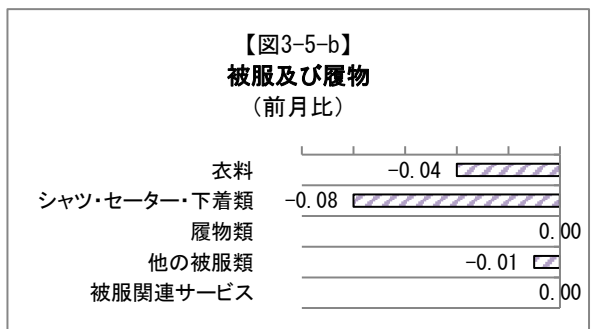 【図3-5-b】
被服及び履物
（前月比）
衣料 -0.04
シャツ・セーター・下着類 -0.08
履物類 0.00
他の被服類 -0.01
被服関連サービス 0.00